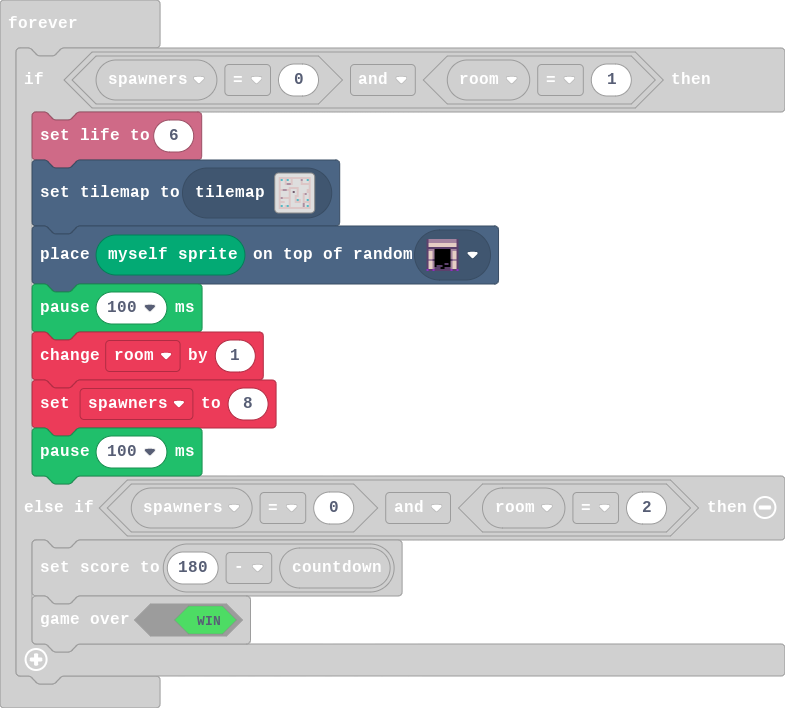 forever
if spawners = 0 and room = 1 then
set life to 6
set tilemap to tilemap
place myself sprite on top of random
pause 100 ms
change room by 1
set spawners to 8
pause 100 ms
else if spawners = 0 and room = 2 then
set score to 180 - countdown
game over WIN